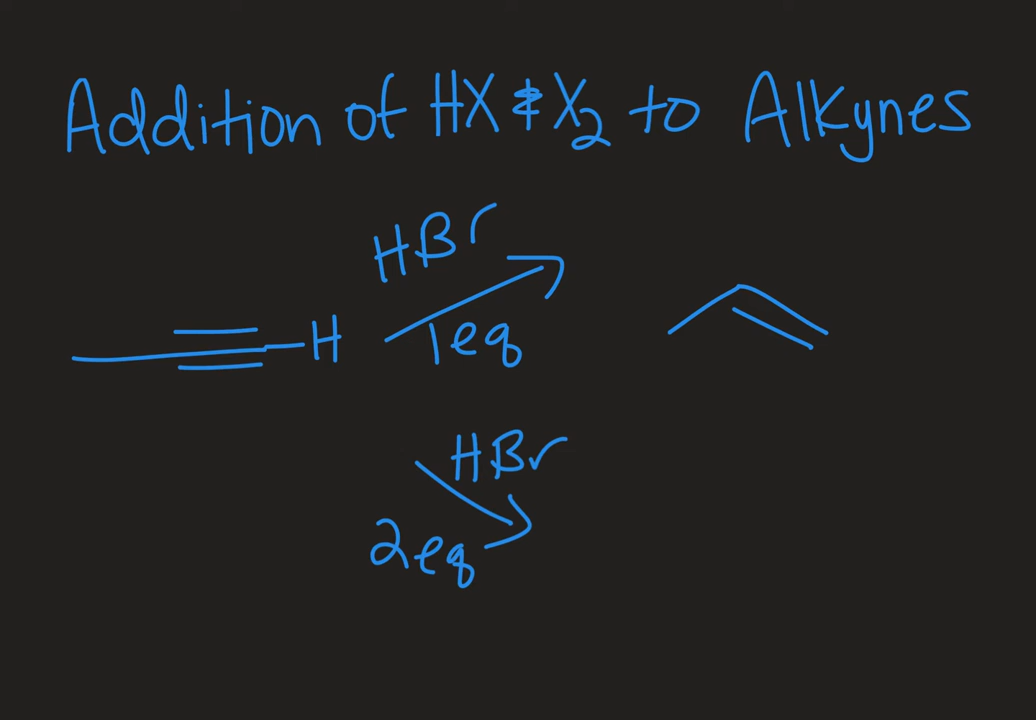 Addition of HX & X2 to Alkynes
HBr
H
1eq
HBr
2eq